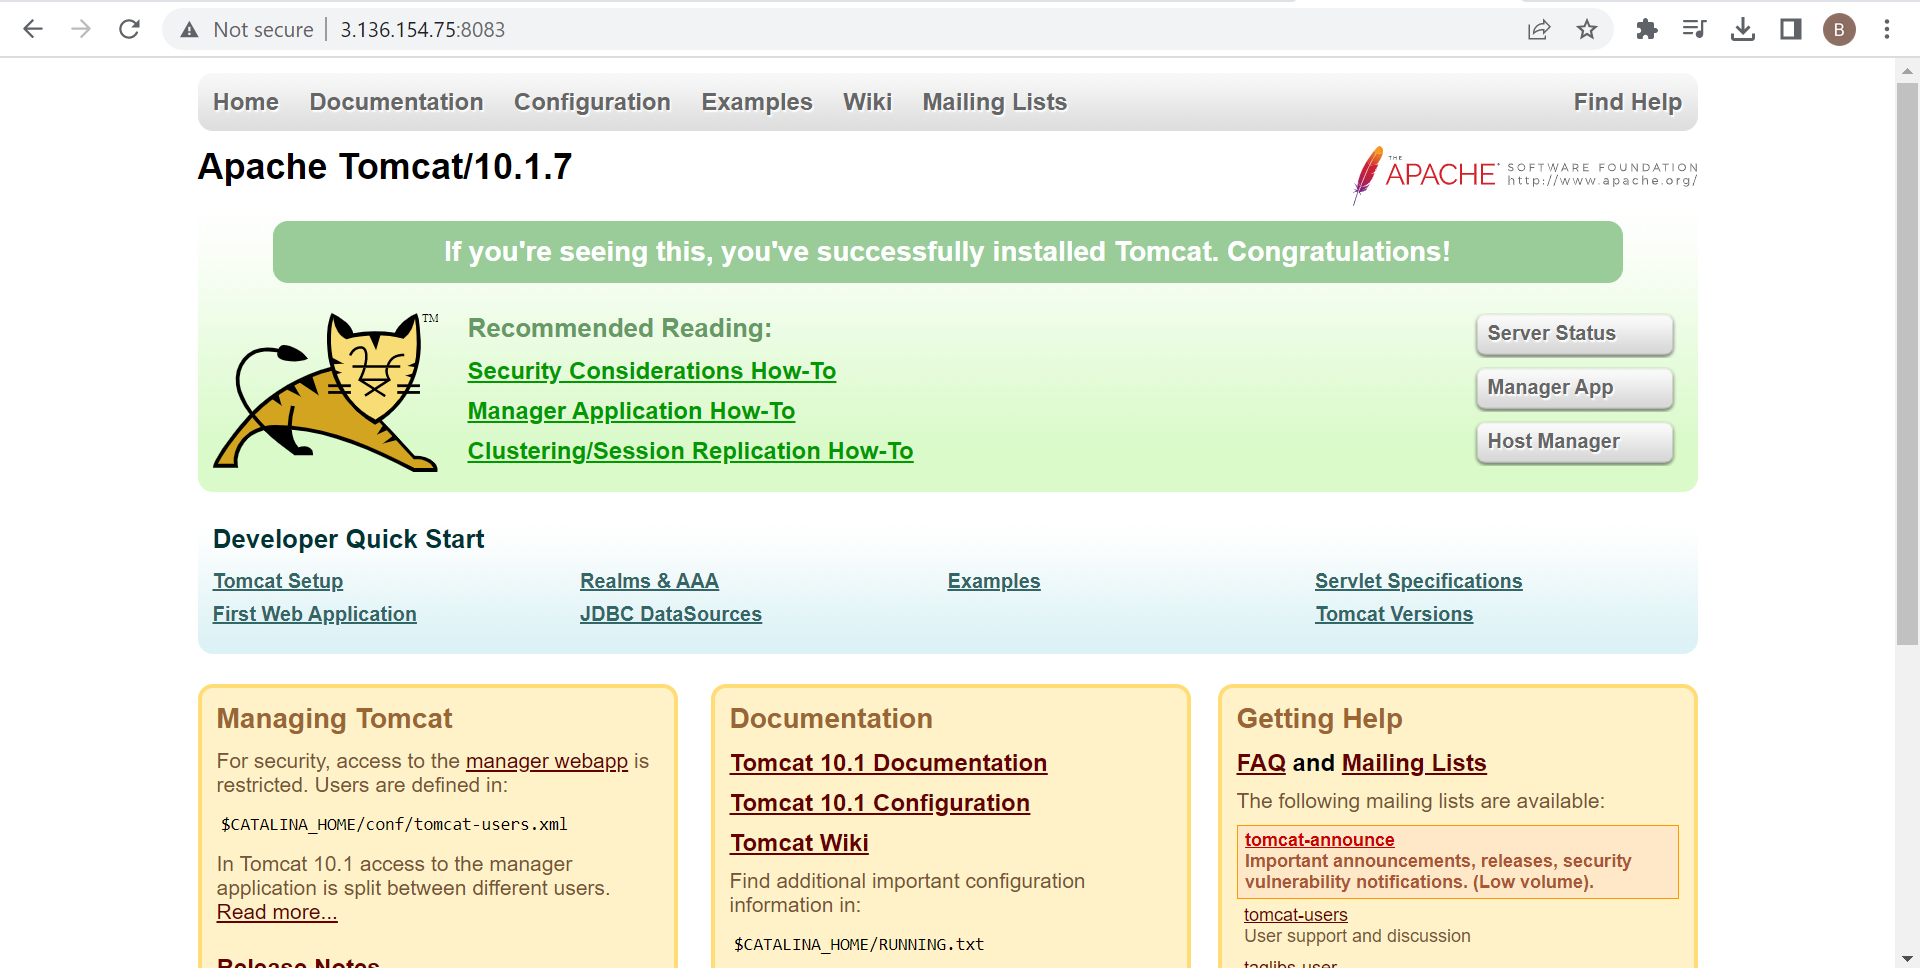 Not secure | 3.136.154.75:8083
B
Home Documentation Configuration Examples Wiki Mailing Lists Find Help
Apache Tomcat/10.1.7
THE APACHE SOFTWARE FOUNDATION
http://www.apache.org/
If you're seeing this, you've successfully installed Tomcat. Congratulations!
TM
Recommended Reading:
Security Considerations How-To
Manager Application How-To
Clustering/Session Replication How-To
Server Status
Manager App
Host Manager
Developer Quick Start
Tomcat Setup
First Web Application
Realms & AAA
JDBC DataSources
Examples
Servlet Specifications
Tomcat Versions
Managing Tomcat
For security, access to the manager webapp is
restricted. Users are defined in:
$CATALINA_HOME/conf/tomcat-users.xml
In Tomcat 10.1 access to the manager
application is split between different users.
Read more...
Release Notes
Documentation
Tomcat 10.1 Documentation
Tomcat 10.1 Configuration
Tomcat Wiki
Find additional important configuration
information in:
$CATALINA_HOME/RUNNING.txt
Getting Help
FAQ and Mailing Lists
The following mailing lists are available:
tomcat-announce
Important announcements, releases, security
vulnerability notifications. (Low volume).
tomcat-users
User support and discussion
taglibs-user